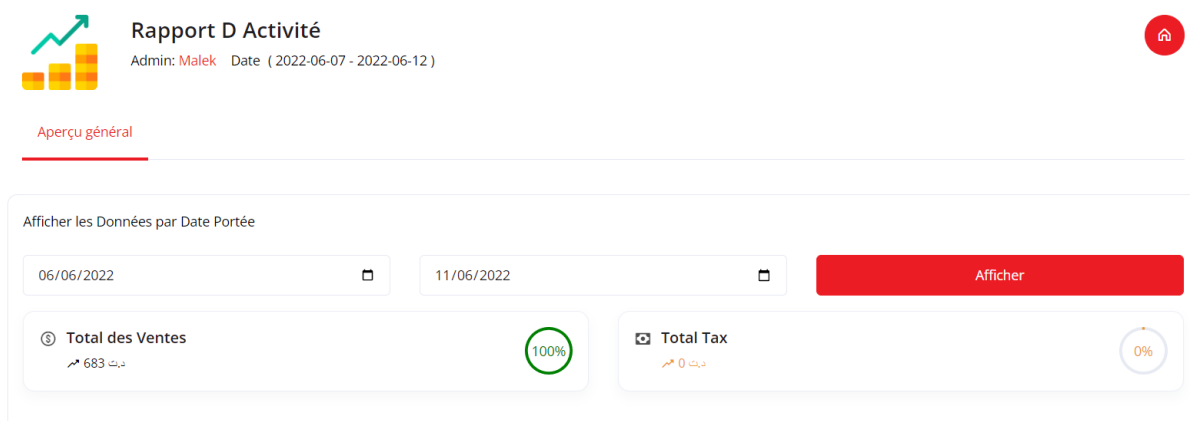 Rapport D Activité
Admin: Malek Date ( 2022-06-07 - 2022-06-12 )
Aperçu général
Afficher les Données par Date Portée
06/06/2022
11/06/2022
Afficher
Total des Ventes
683 د.ت
100%
Total Tax
0 د.ت
0%